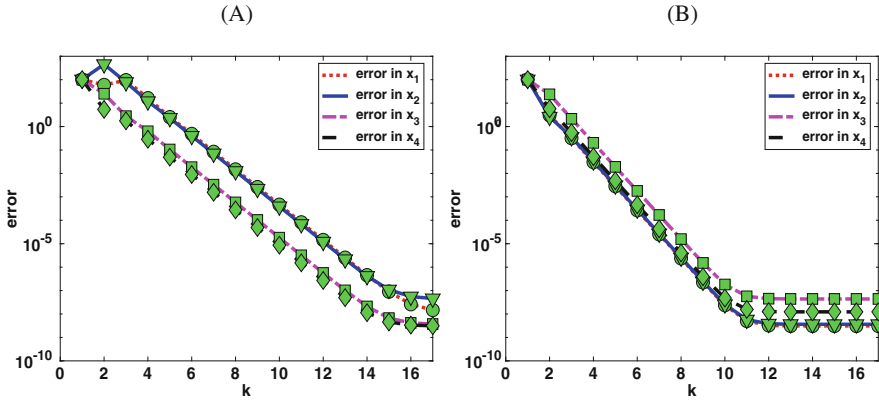 (A)
(B)
error in x1
error in x2
error in x3
error in x4
error
10^0
10^-5
10^-10
0 2 4 6 8 10 12 14 16
k
error in x1
error in x2
error in x3
error in x4
error
10^0
10^-5
10^-10
0 2 4 6 8 10 12 14 16
k